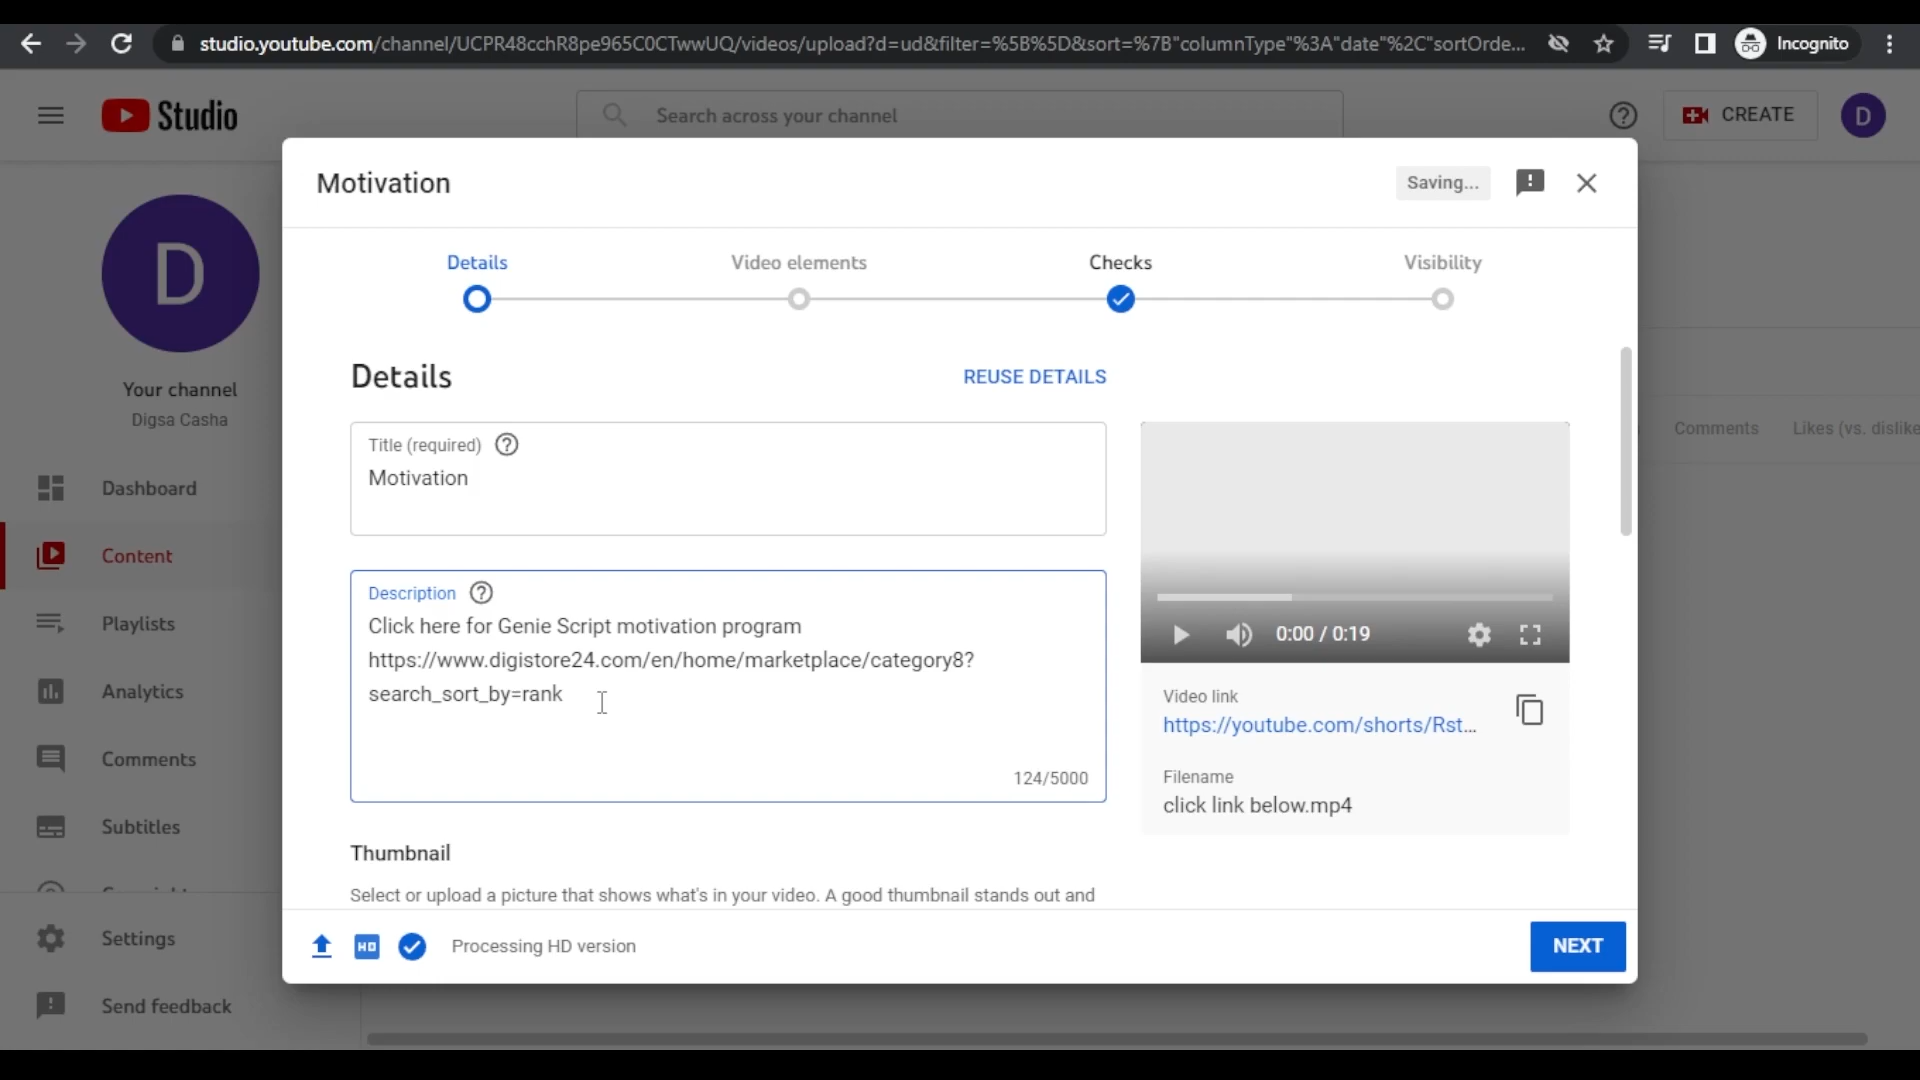 studio.youtube.com/channel/UCPR48cchR8pe965C0CTwwUQ/videos/upload?d=ud&filter=%5B%5D&sort=%7B"columnType"%3A"date"%2C"sortOrde...
Incognito
Studio
Search across your channel
CREATE
D
Motivation
Saving...
Details
Video elements
Checks
Visibility
D
Your channel
Digsa Casha
Dashboard
Content
Playlists
Analytics
Comments
Subtitles
Settings
Send feedback
Details
REUSE DETAILS
Title (required)
Motivation
Description
Click here for Genie Script motivation program
https://www.digistore24.com/en/home/marketplace/category8?
search_sort_by=rank
124/5000
Thumbnail
Select or upload a picture that shows what's in your video. A good thumbnail stands out and
0:00 / 0:19
Video link
https://youtube.com/shorts/Rst...
Filename
click link below.mp4
Comments
Likes (vs. dislike
HD
Processing HD version
NEXT